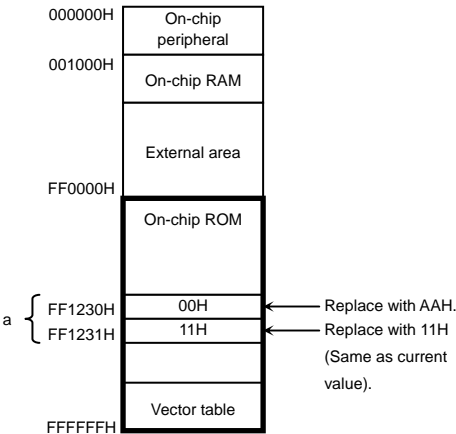 000000H
On-chip
peripheral
001000H
On-chip RAM
External area
FF0000H
On-chip ROM
a
FF1230H
00H
Replace with AAH.
FF1231H
11H
Replace with 11H
(Same as current
value).
Vector table
FFFFFFH